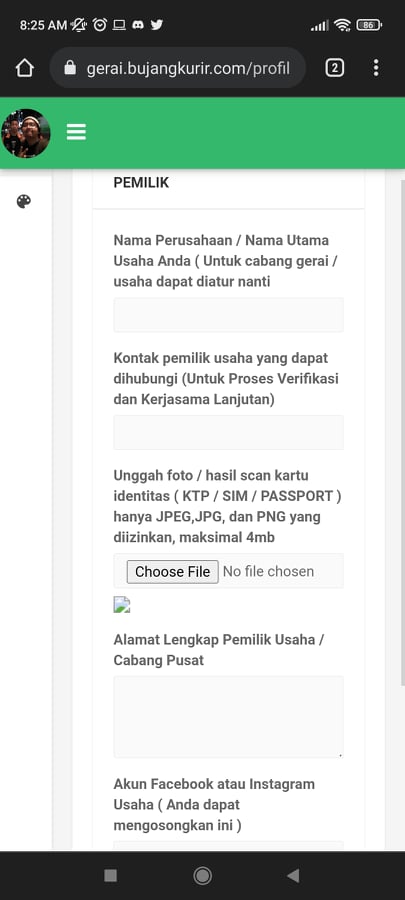 8:25 AM
86
gerai.bujangkurir.com/profil
2
PEMILIK
Nama Perusahaan / Nama Utama
Usaha Anda ( Untuk cabang gerai /
usaha dapat diatur nanti
Kontak pemilik usaha yang dapat
dihubungi (Untuk Proses Verifikasi
dan Kerjasama Lanjutan)
Unggah foto / hasil scan kartu
identitas ( KTP / SIM / PASSPORT )
hanya JPEG,JPG, dan PNG yang
diizinkan, maksimal 4mb
Choose File No file chosen
Alamat Lengkap Pemilik Usaha /
Cabang Pusat
Akun Facebook atau Instagram
Usaha ( Anda dapat
mengosongkan ini )